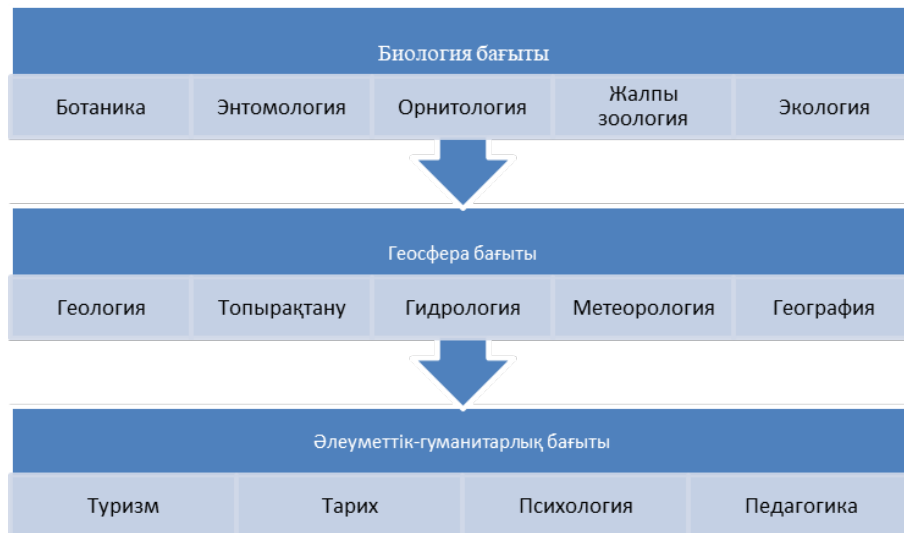 Биология бағыты
Ботаника
Энтомология
Орнитология
Жалпы
зоология
Экология
Геосфера бағыты
Геология
Топырақтану
Гидрология
Метеорология
География
Әлеуметтік-гуманитарлық бағыты
Туризм
Тарих
Психология
Педагогика